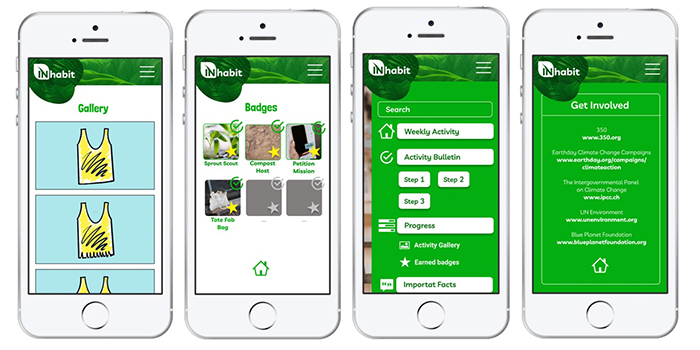 iNhabit
Gallery
iNhabit
Badges
Sprout Scout
Compost
Host
Petition
Mission
Tote Fab
Bag
...
...
iNhabit
Search
Weekly Activity
Activity Bulletin
Step 1
Step 2
Step 3
Progress
Activity Gallery
Earned badges
Importat Facts
iNhabit
Get Involved
350
www.350.org
Earthday Climate Change Campaigns
www.earthday.org/campaigns/
climateaction
The Intergovernmental Panel
on Climate Change
www.ipcc.ch
UN Environment
www.unenvironment.org
Blue Planet Foundation
www.blueplanetfoundation.org